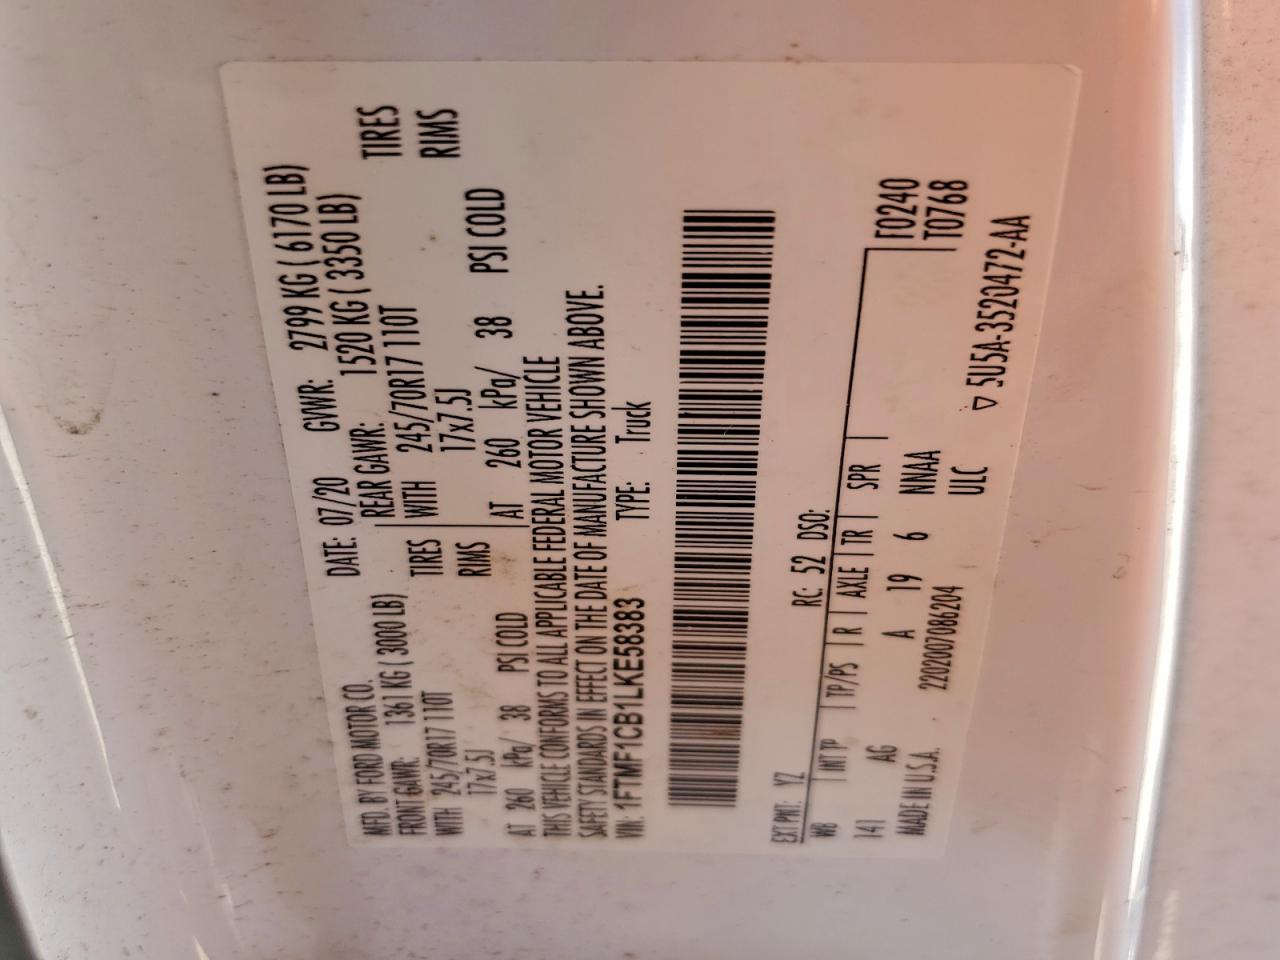 MFD. BY FORD MOTOR CO.
DATE: 07/20 GVWR: 2799 KG ( 6170 LB)
FRONT GAWR: 1361 KG ( 3000 LB) REAR GAWR: 1520 KG ( 3350 LB)
WITH 245/70R17 110T TIRES WITH 245/70R17 110T TIRES
17x7.5J RIMS 17x7.5J RIMS
AT 260 kPa/ 38 PSI COLD AT 260 kPa/ 38 PSI COLD
THIS VEHICLE CONFORMS TO ALL APPLICABLE FEDERAL MOTOR VEHICLE
SAFETY STANDARDS IN EFFECT ON THE DATE OF MANUFACTURE SHOWN ABOVE.
VIN: 1FTMF1CB1LKE58383 TYPE: Truck
EXT PNT: YZ RC: 52 DSO:
WB INT TP TP/PS R AXLE TR SPR F0240
141 AG A 19 6 NNAA T0768
MADE IN U.S.A. 2202007086204 ULC
▽ 5U5A-3520472-AA